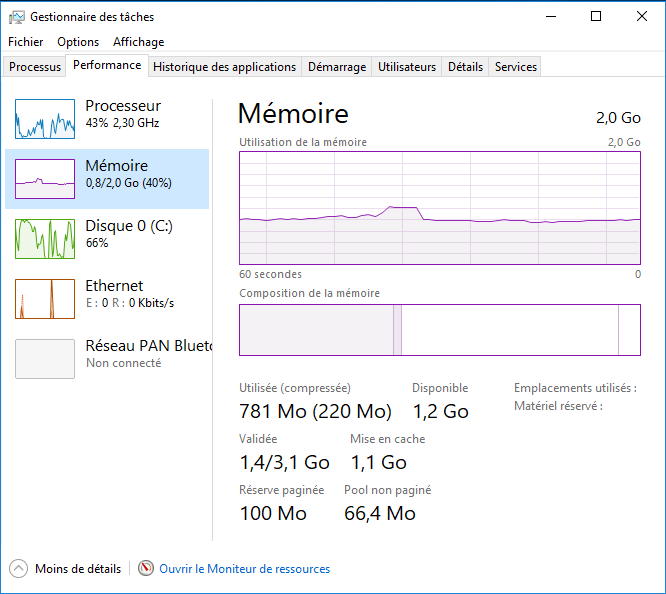 Gestionnaire des tâches
Fichier Options Affichage
Processus Performance Historique des applications Démarrage Utilisateurs Détails Services
Processeur
43% 2,30 GHz
Mémoire
0,8/2,0 Go (40%)
Disque 0 (C:)
66%
Ethernet
E : 0 R : 0 Kbits/s
Réseau PAN Blueto
Non connecté
Mémoire 2,0 Go
Utilisation de la mémoire 2,0 Go
60 secondes 0
Composition de la mémoire
Utilisée (compressée) Disponible Emplacements utilisés :
781 Mo (220 Mo) 1,2 Go Matériel réservé :
Validée Mise en cache
1,4/3,1 Go 1,1 Go
Réserve paginée Pool non paginé
100 Mo 66,4 Mo
Moins de détails Ouvrir le Moniteur de ressources